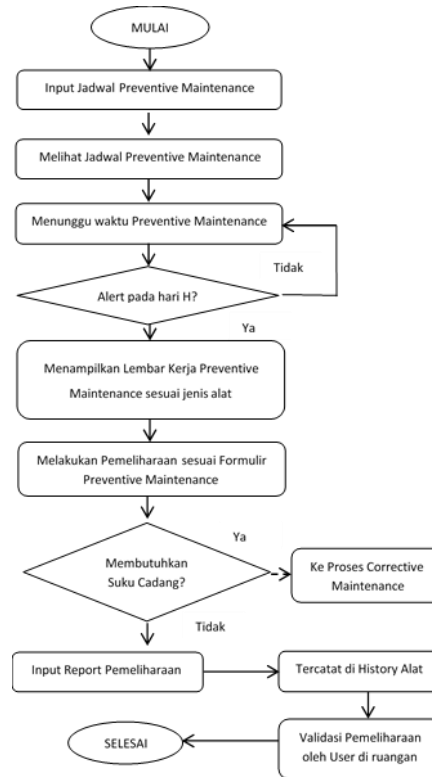 MULAI
Input Jadwal Preventive Maintenance
Melihat Jadwal Preventive Maintenance
Menunggu waktu Preventive Maintenance
Tidak
Alert pada hari H?
Ya
Menampilkan Lembar Kerja Preventive
Maintenance sesuai jenis alat
Melakukan Pemeliharaan sesuai Formulir
Preventive Maintenance
Ya
Membutuhkan
Suku Cadang?
Ke Proses Corrective
Maintenance
Tidak
Input Report Pemeliharaan
Tercatat di History Alat
Validasi Pemeliharaan
oleh User di ruangan
SELESAI